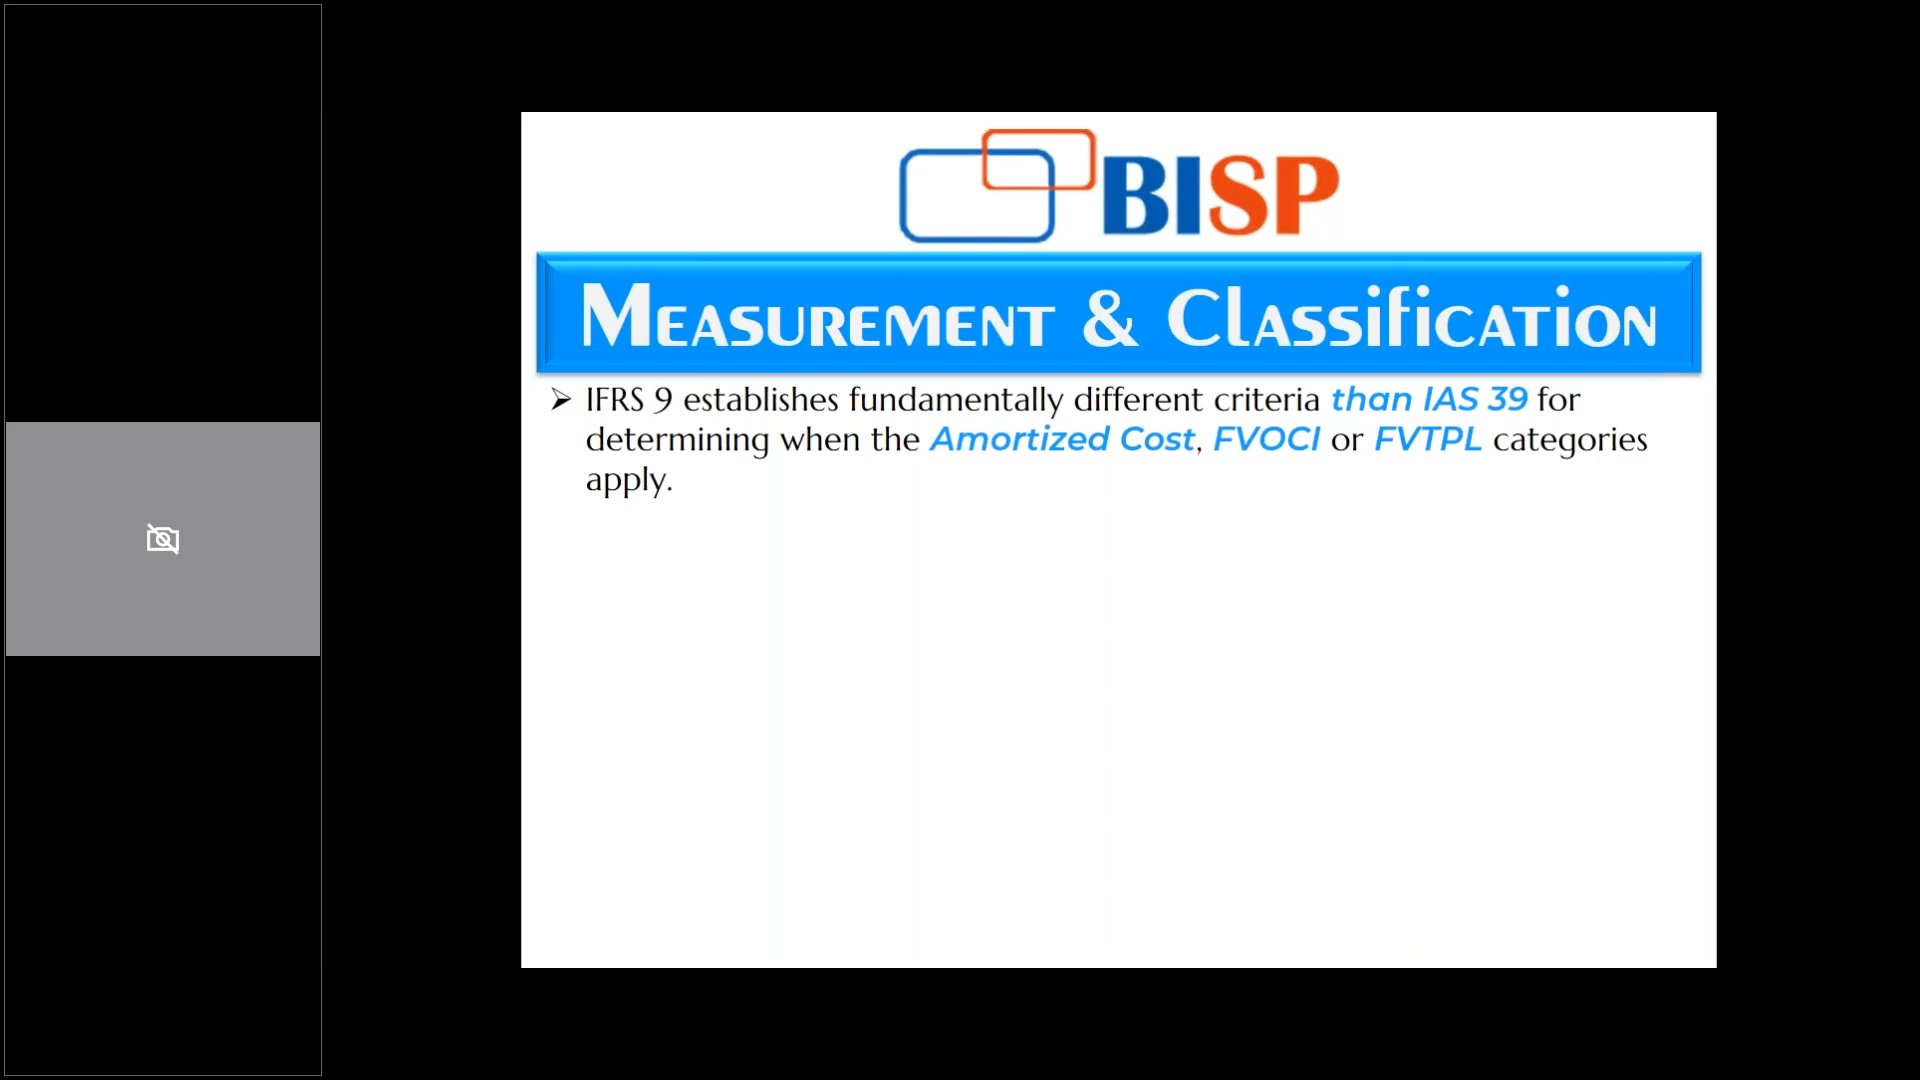 BISP
Measurement & Classification
➢ IFRS 9 establishes fundamentally different criteria than IAS 39 for
determining when the Amortized Cost, FVOCI or FVTPL categories
apply.